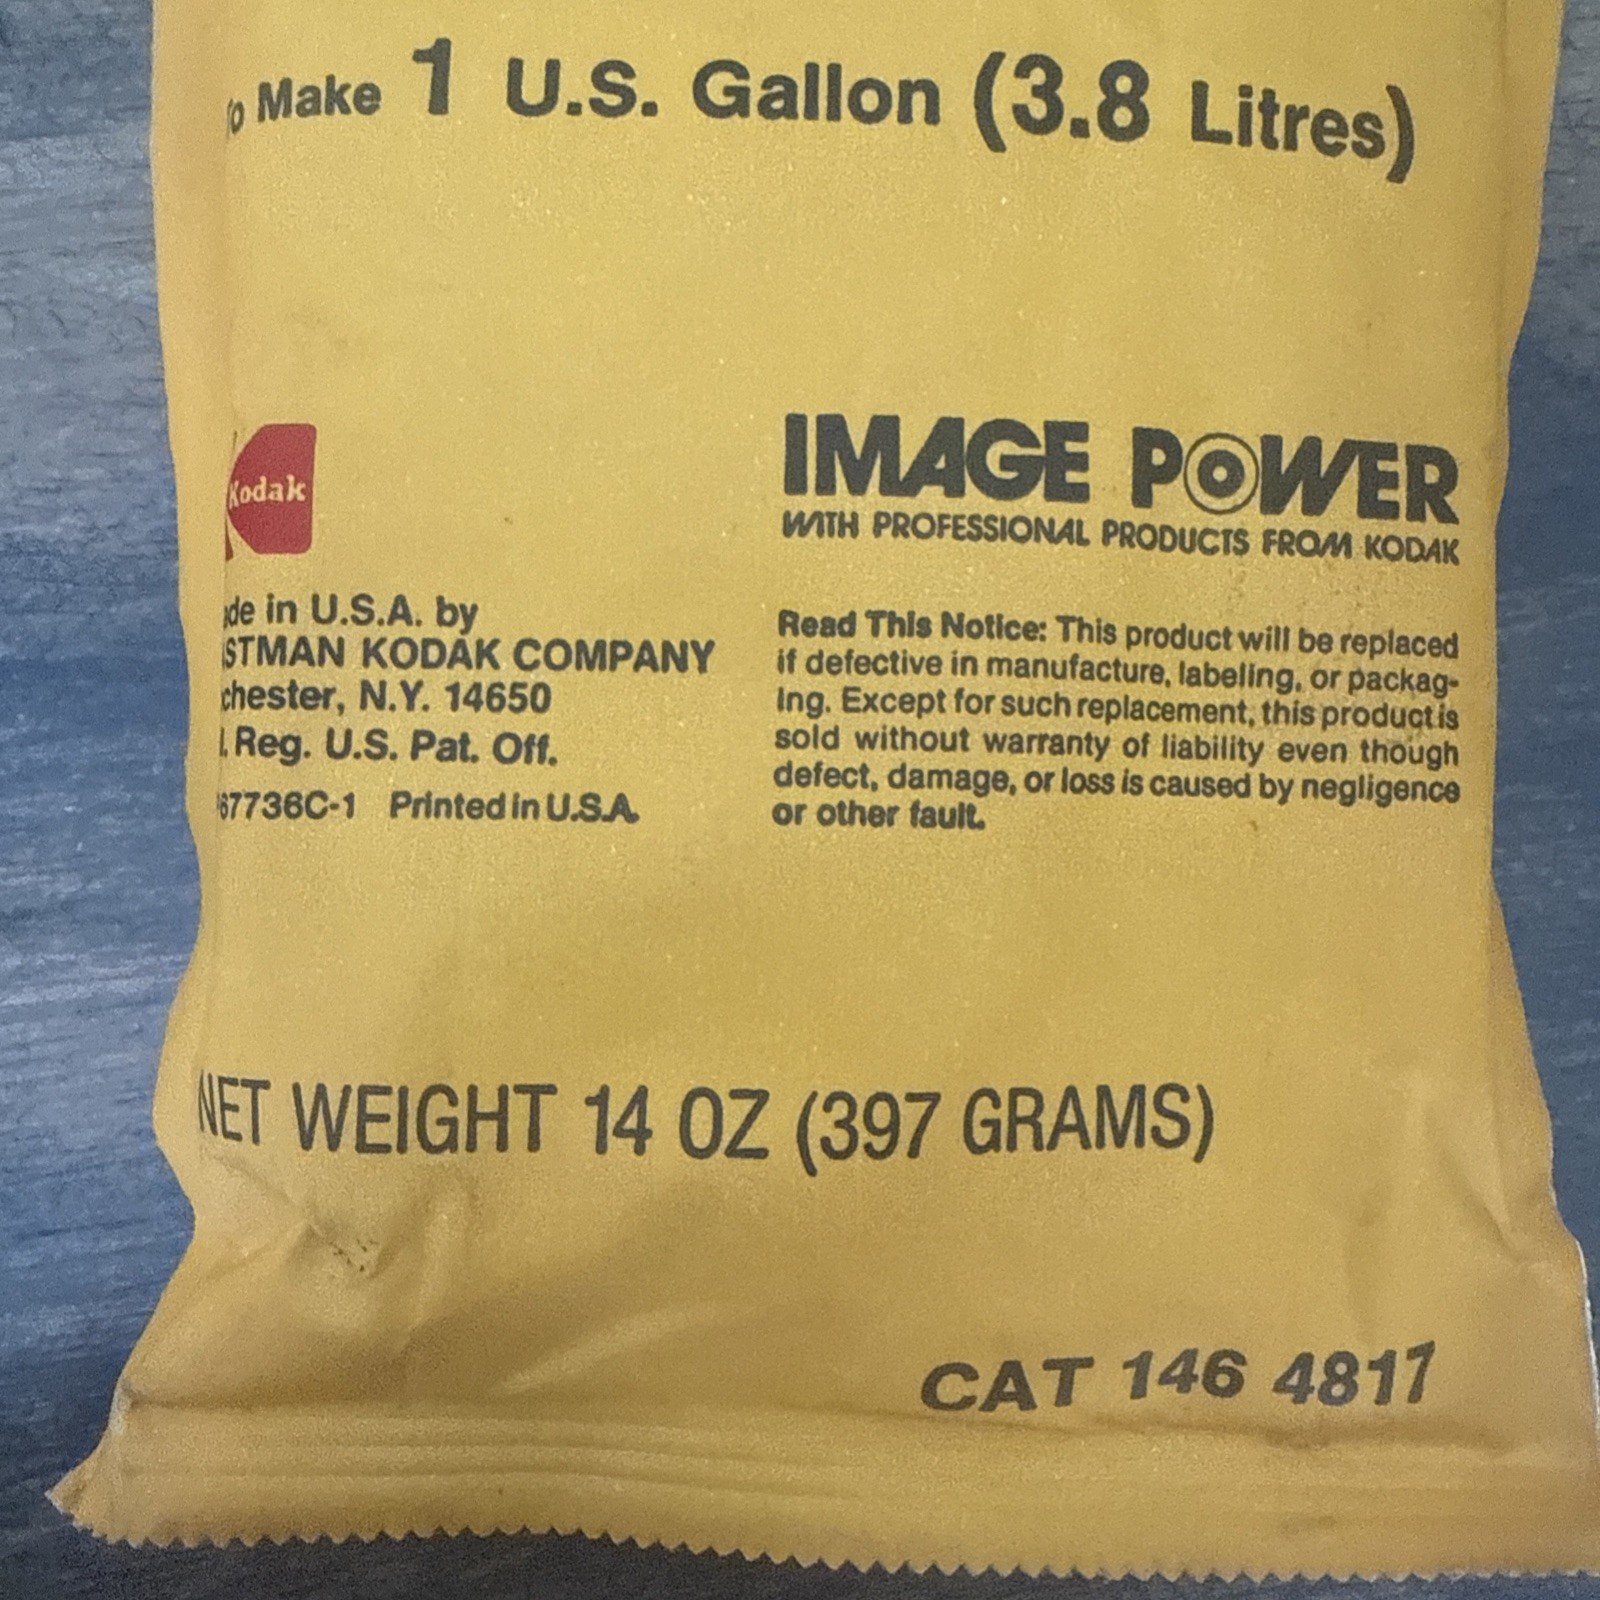 Make 1 U.S. Gallon (3.8 Litres)
Kodak
IMAGE POWER
WITH PROFESSIONAL PRODUCTS FROM KODAK
in U.S.A. by
KODAK COMPANY
N.Y. 14650
Reg. U.S. Pat. Off.
67736C-1 Printed in U.S.A.
Read This Notice: This product will be replaced
if defective in manufacture, labeling, or packag-
ing. Except for such replacement, this product is
sold without warranty of liability even though
defect, damage, or loss is caused by negligence
or other fault.
NET WEIGHT 14 OZ (397 GRAMS)
CAT 146 4817